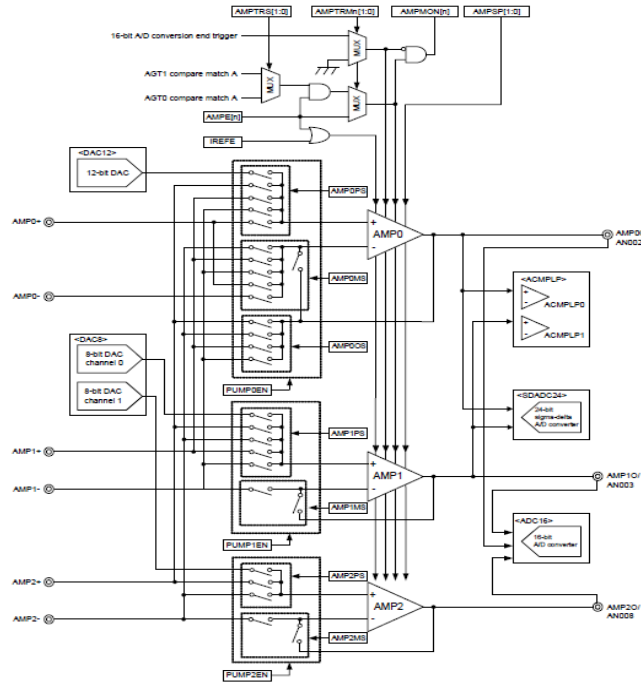 AMPTRS[1:0]
AMPTRMn[1:0]
AMPMON[n]
AMPSP[1:0]
16-bit A/D conversion end trigger
MUX
AGT1 compare match A
MUX
AGT0 compare match A
MUX
AMPE[n]
IREFE
<DAC12>
12-bit DAC
AMP0PS
AMP0+
+
AMP0
-
AMP0MS
AMP0-
AN002
<ACMPLP>
+
-
ACMPLP0
+
-
ACMPLP1
<DAC8>
8-bit DAC
channel 0
8-bit DAC
channel 1
AMP0OS
PUMP0EN
<SDADC24>
24-bit
sigma-delta
A/D converter
AMP1PS
AMP1+
+
AMP1
-
AMP1-
AMP1MS
AMP1O/
AN003
PUMP1EN
<ADC16>
16-bit
A/D converter
AMP2PS
AMP2+
+
AMP2
-
AMP2-
AMP2MS
AMP2O/
AN008
PUMP2EN